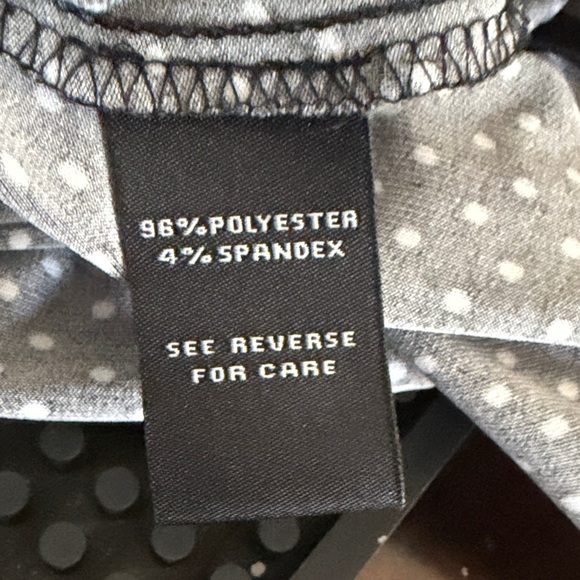 96%POLYESTER
4%SPANDEX
SEE REVERSE
FOR CARE